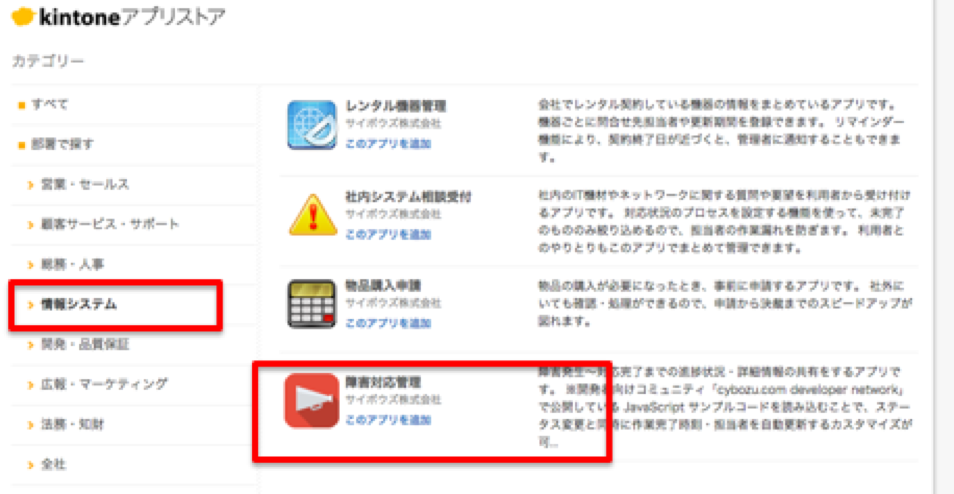 kintoneアプリストア
カテゴリー
すべて
部署で探す
営業・セールス
顧客サービス・サポート
総務・人事
情報システム
開発・品質保証
広報・マーケティング
法務・知財
全社
レンタル機器管理
サイボウズ株式会社
このアプリを追加
会社でレンタル契約している機器の情報をまとめているアプリです。
機器ごとに問合せ先担当者や更新期間を登録できます。 リマインダー
機能により、契約終了日が近づくと、管理者に通知することもできま
す。
社内システム相談受付
サイボウズ株式会社
このアプリを追加
社内のIT機材やネットワークに関する質問や要望を利用者から受け付け
るアプリです。 対応状況のプロセスを設定する機能を使って、未完了
のもののみ絞り込めるので、担当者の作業漏れを防ぎます。 利用者と
のやりとりもこのアプリでまとめて管理できます。
物品購入申請
サイボウズ株式会社
このアプリを追加
物品の購入が必要になったとき、事前に申請するアプリです。 社外に
いても確認・処理ができるので、申請から決裁までのスピードアップが
図れます。
障害対応管理
サイボウズ株式会社
このアプリを追加
障害発生〜対応完了までの進捗状況・詳細情報の共有をするアプリで
す。 ※開発者向けコミュニティ「cybozu.com developer network」
で公開している JavaScript サンプルコードを読み込むことで、ステー
タス変更と同時に作業完了時刻・担当者を自動更新するカスタマイズが
可...